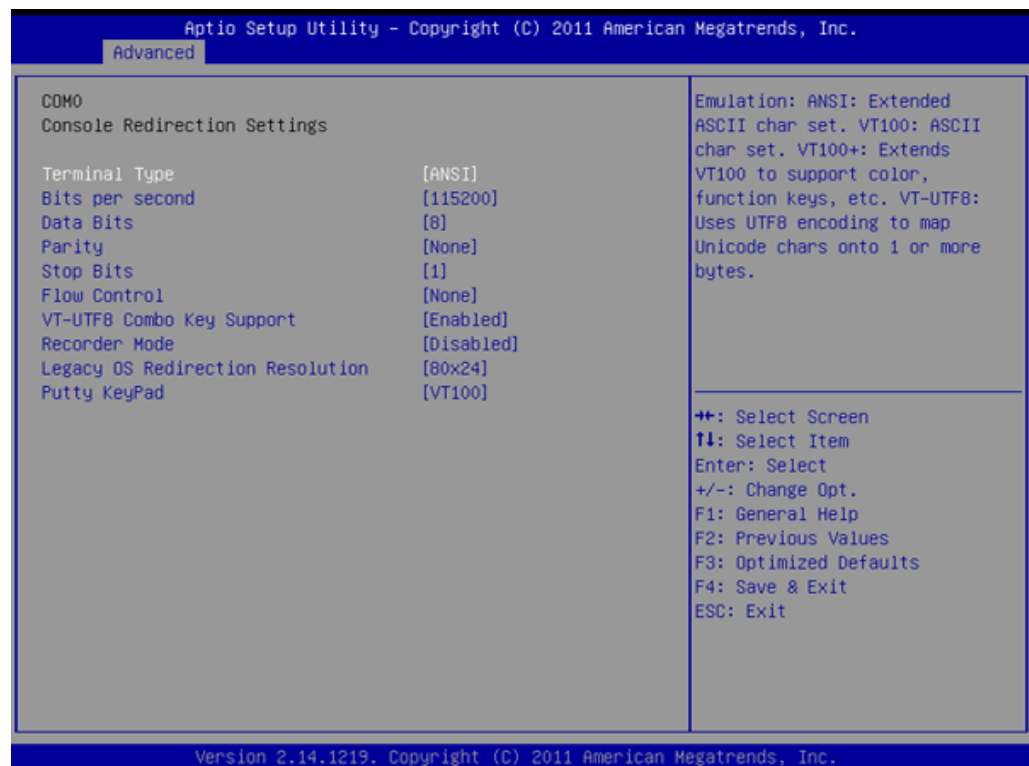 Aptio Setup Utility – Copyright (C) 2011 American Megatrends, Inc.
Advanced
COM0
Console Redirection Settings
Terminal Type [ANSI]
Bits per second [115200]
Data Bits [8]
Parity [None]
Stop Bits [1]
Flow Control [None]
VT-UTF8 Combo Key Support [Enabled]
Recorder Mode [Disabled]
Legacy OS Redirection Resolution [80x24]
Putty KeyPad [VT100]
Emulation: ANSI: Extended
ASCII char set. VT100: ASCII
char set. VT100+: Extends
VT100 to support color,
function keys, etc. VT-UTF8:
Uses UTF8 encoding to map
Unicode chars onto 1 or more
bytes.
→←: Select Screen
↑↓: Select Item
Enter: Select
+/-: Change Opt.
F1: General Help
F2: Previous Values
F3: Optimized Defaults
F4: Save & Exit
ESC: Exit
Version 2.14.1219. Copyright (C) 2011 American Megatrends, Inc.